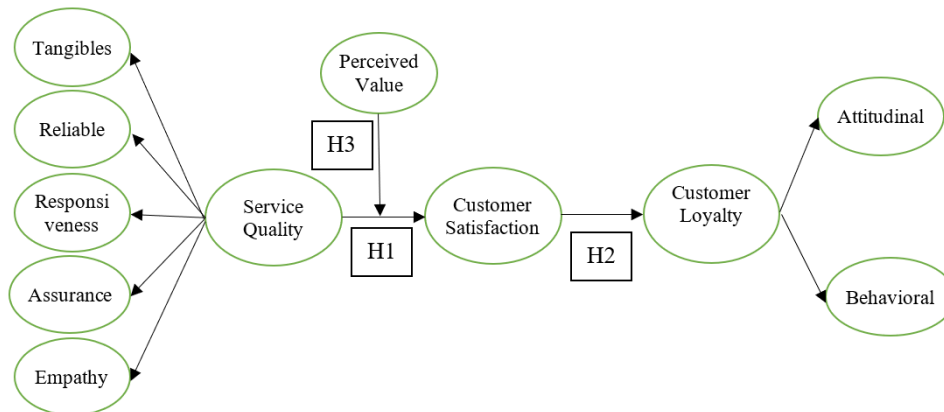 Tangibles
Reliable
Responsi
veness
Assurance
Empathy
Service
Quality
Perceived
Value
H3
H1
Customer
Satisfaction
H2
Customer
Loyalty
Attitudinal
Behavioral